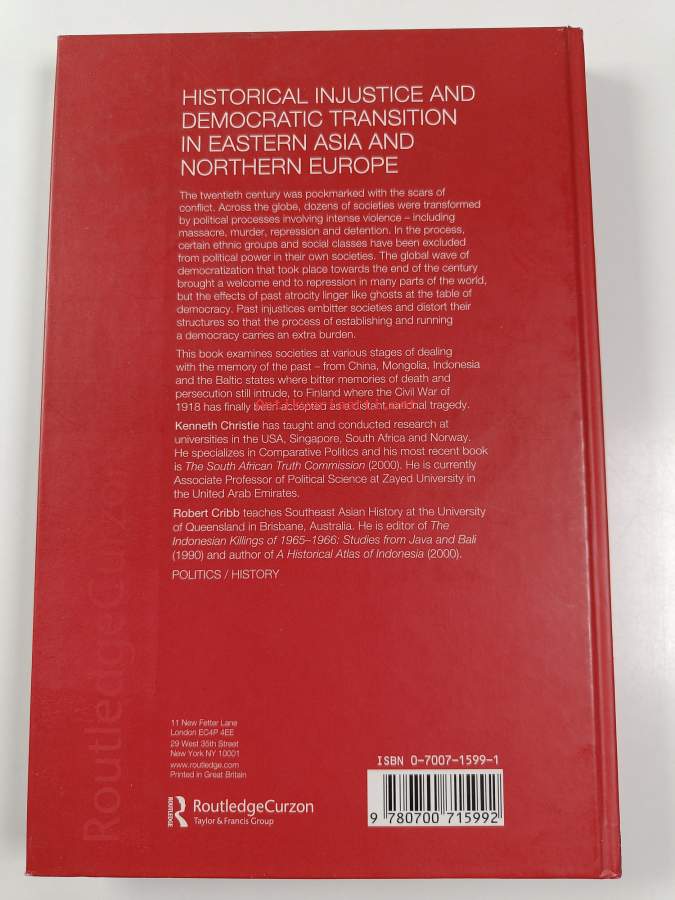 HISTORICAL INJUSTICE AND
DEMOCRATIC TRANSITION
IN EASTERN ASIA AND
NORTHERN EUROPE
The twentieth century was pockmarked with the scars of
conflict. Across the globe, dozens of societies were transformed
by political processes involving intense violence – including
massacre, murder, repression and detention. In the process,
certain ethnic groups and social classes have been excluded
from political power in their own societies. The global wave of
democratization that took place towards the end of the century
brought a welcome end to repression in many parts of the world,
but the effects of past atrocity linger like ghosts at the table of
democracy. Past injustices embitter societies and distort their
structures so that the process of establishing and running
a democracy carries an extra burden.
This book examines societies at various stages of dealing
with the memory of the past – from China, Mongolia, Indonesia
and the Baltic states where bitter memories of death and
persecution still intrude, to Finland where the Civil War of
1918 has finally been accepted as a distant national tragedy.
Kenneth Christie has taught and conducted research at
universities in the USA, Singapore, South Africa and Norway.
He specializes in Comparative Politics and his most recent book
is The South African Truth Commission (2000). He is currently
Associate Professor of Political Science at Zayed University in
the United Arab Emirates.
Robert Cribb teaches Southeast Asian History at the University
of Queensland in Brisbane, Australia. He is editor of The
Indonesian Killings of 1965–1966: Studies from Java and Bali
(1990) and author of A Historical Atlas of Indonesia (2000).
POLITICS / HISTORY
RoutledgeCurzon
11 New Fetter Lane
London EC4P 4EE
29 West 35th Street
New York NY 10001
www.routledge.com
Printed in Great Britain
ROUTLEDGE
RoutledgeCurzon
Taylor & Francis Group
ISBN 0-7007-1599-1
9 780700 715992